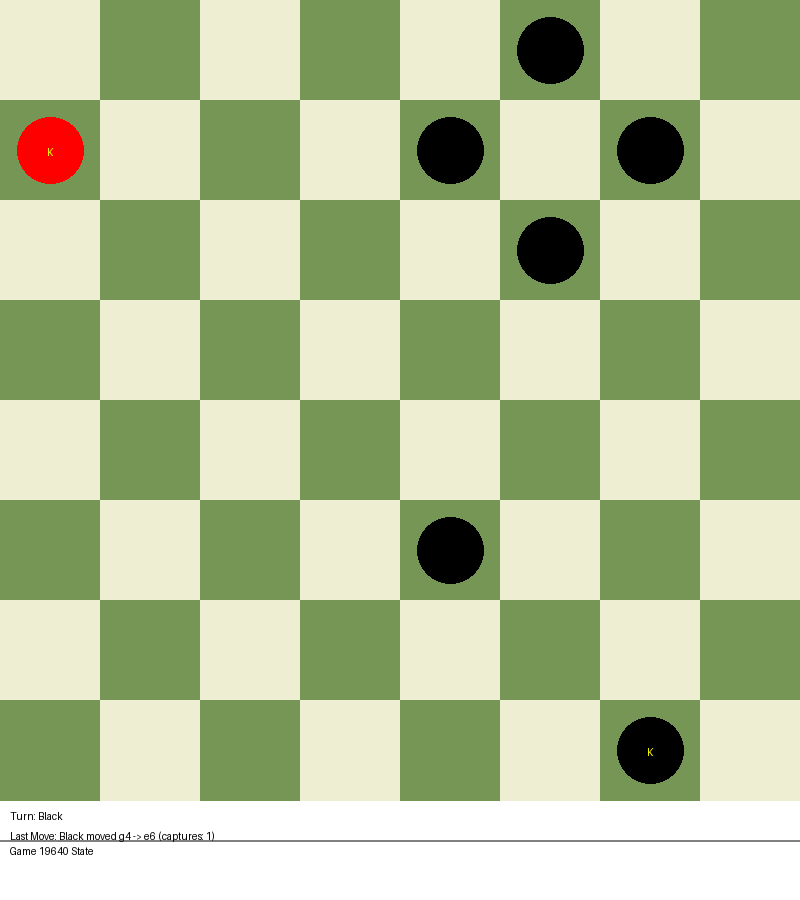 K
K
Turn: Black
Last Move: Black moved g4 -> e6 (captures: 1)
Game 19640 State